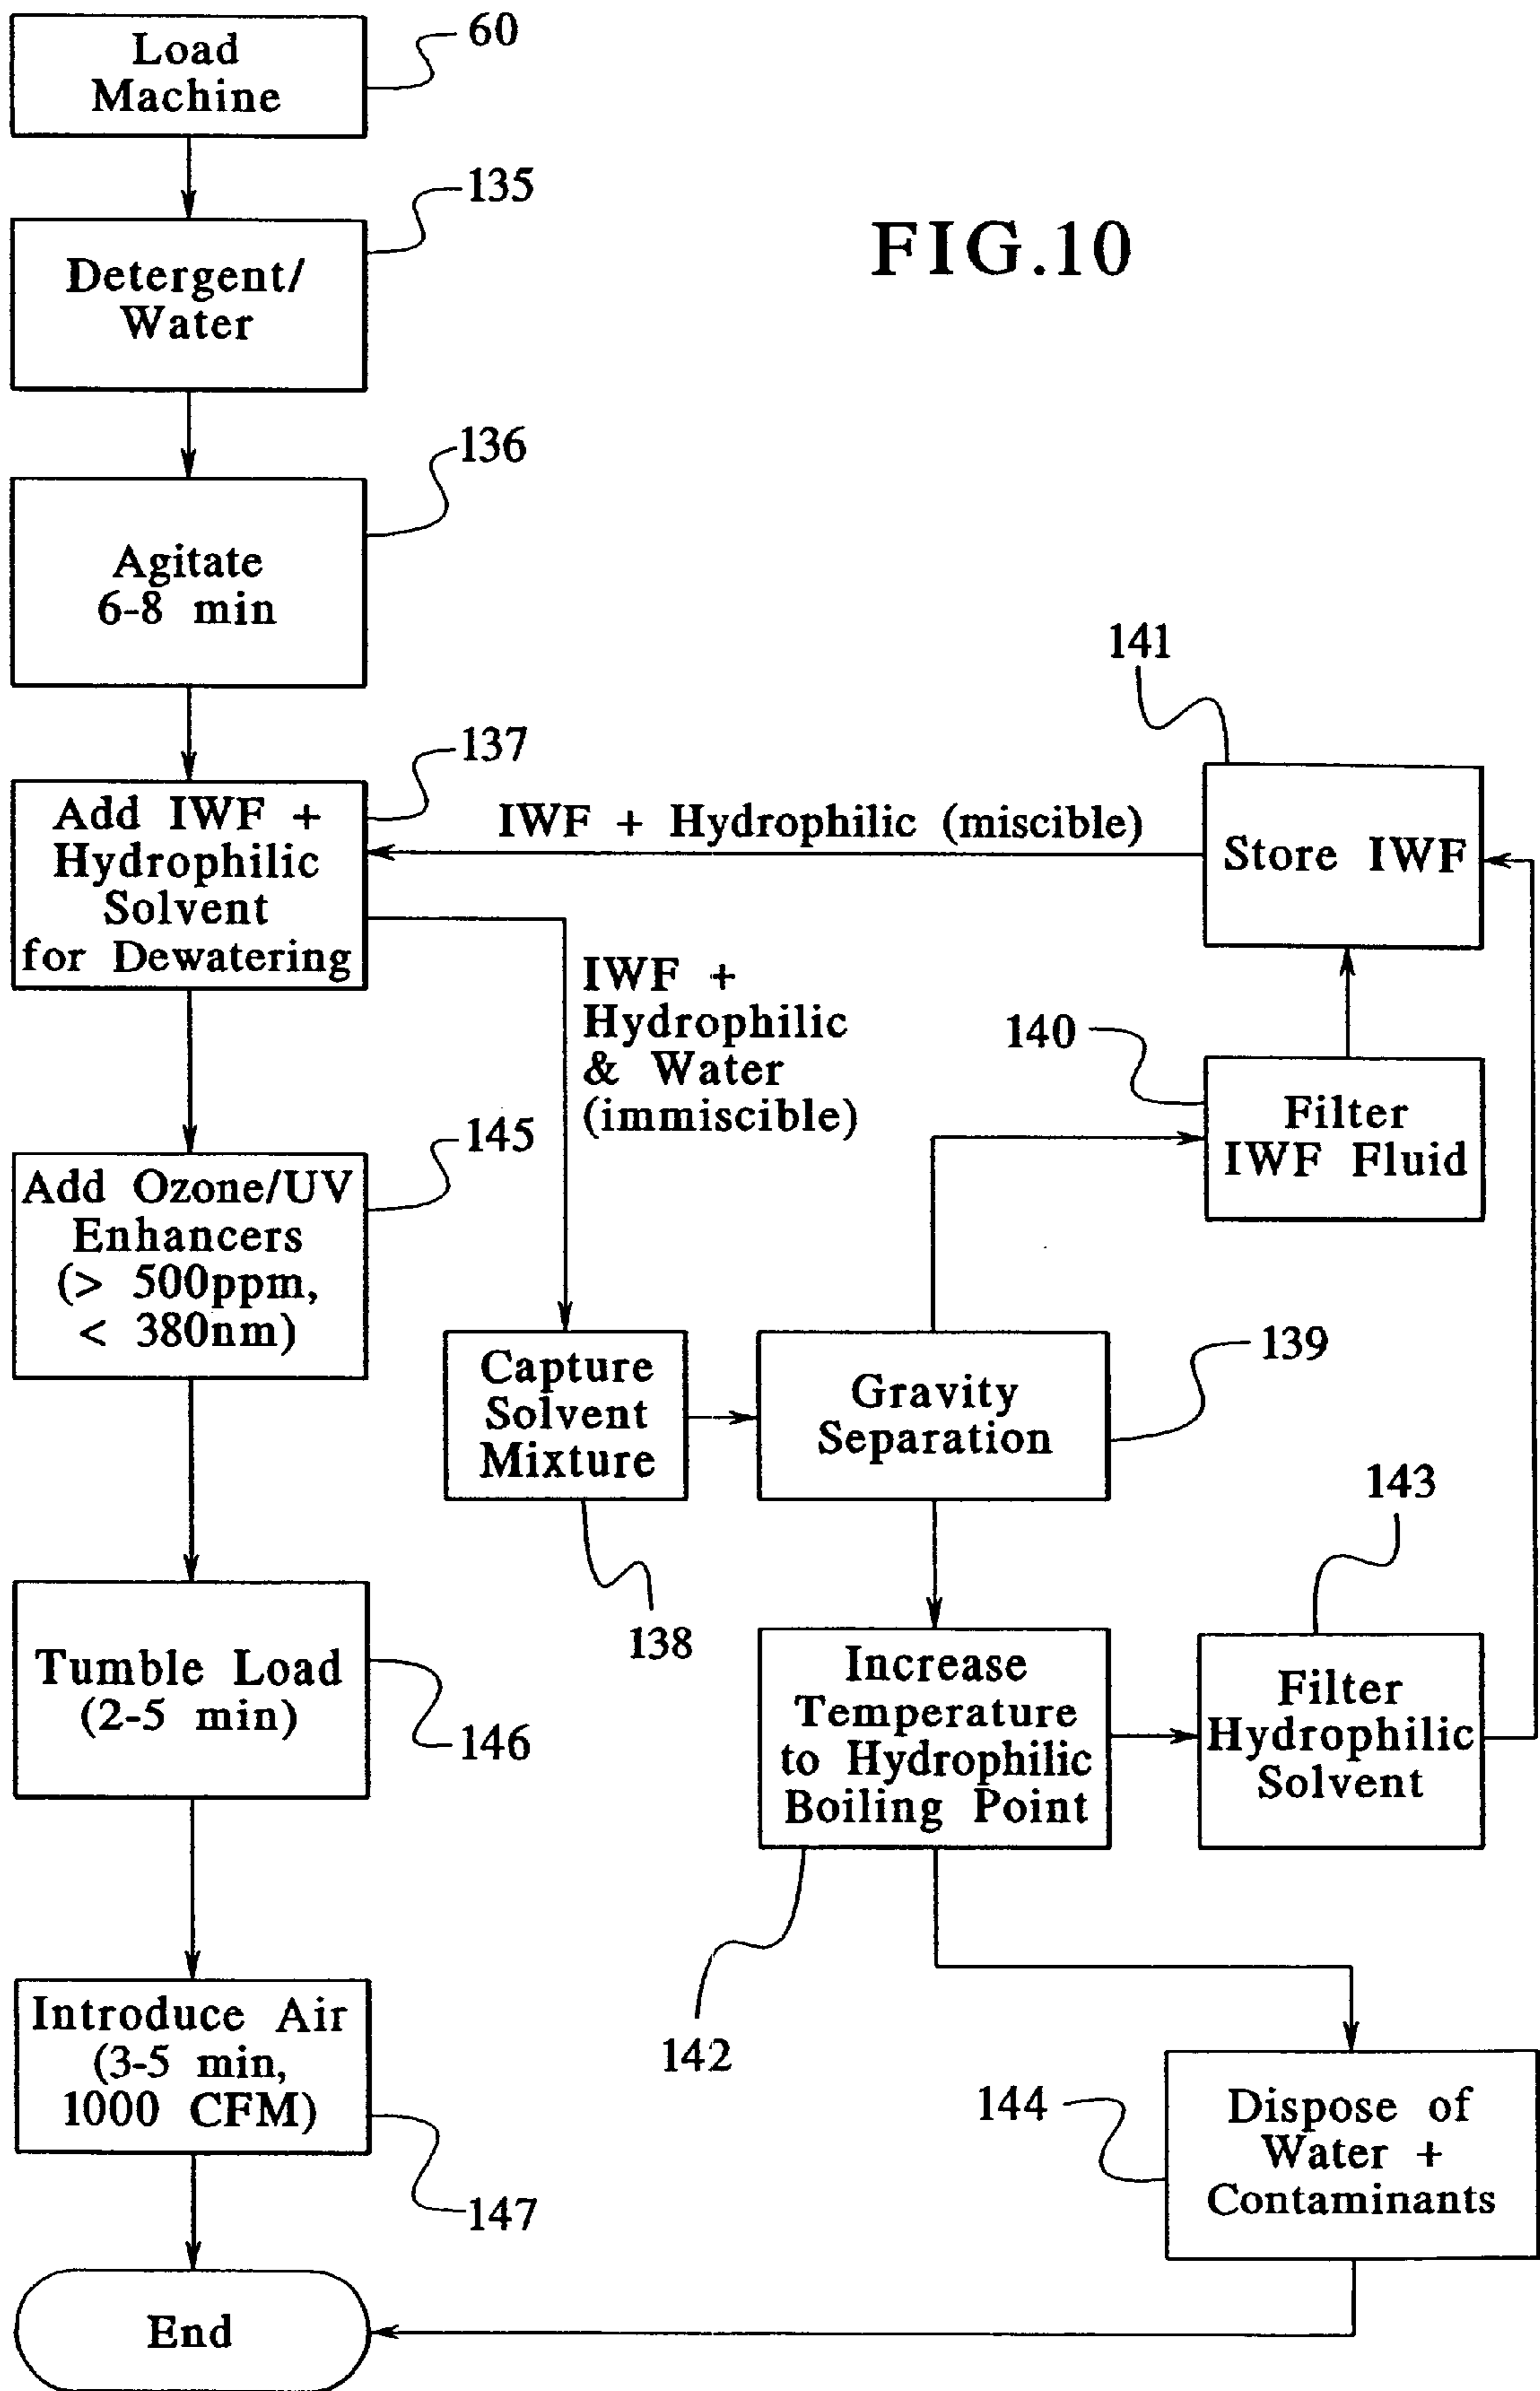 Load
Machine
60
135
FIG.10
Detergent/
Water
136
Agitate
6-8 min
137
Add IWF +
Hydrophilic
Solvent
for Dewatering
IWF + Hydrophilic (miscible)
141
Store IWF
IWF +
Hydrophilic
& Water
(immiscible)
140
Filter
IWF Fluid
145
Add Ozone/UV
Enhancers
(> 500ppm,
< 380nm)
Capture
Solvent
Mixture
138
Gravity
Separation
139
143
Tumble Load
(2-5 min)
146
Increase
Temperature
to Hydrophilic
Boiling Point
142
Filter
Hydrophilic
Solvent
Introduce Air
(3-5 min,
1000 CFM)
147
144
Dispose of
Water +
Contaminants
End